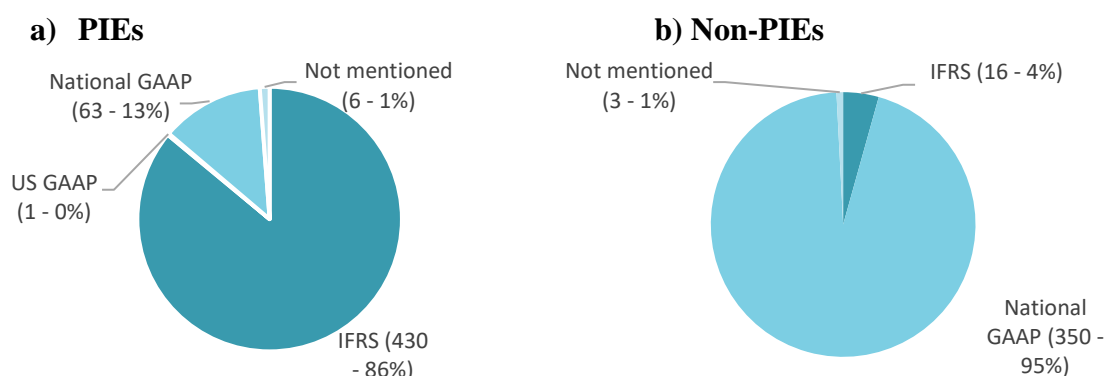 a) PIEs
National GAAP
(63 - 13%)
Not mentioned
(6 - 1%)
US GAAP
(1 - 0%)
IFRS (430
- 86%)
b) Non-PIEs
Not mentioned
(3 - 1%)
IFRS (16 - 4%)
National
GAAP (350 -
95%)